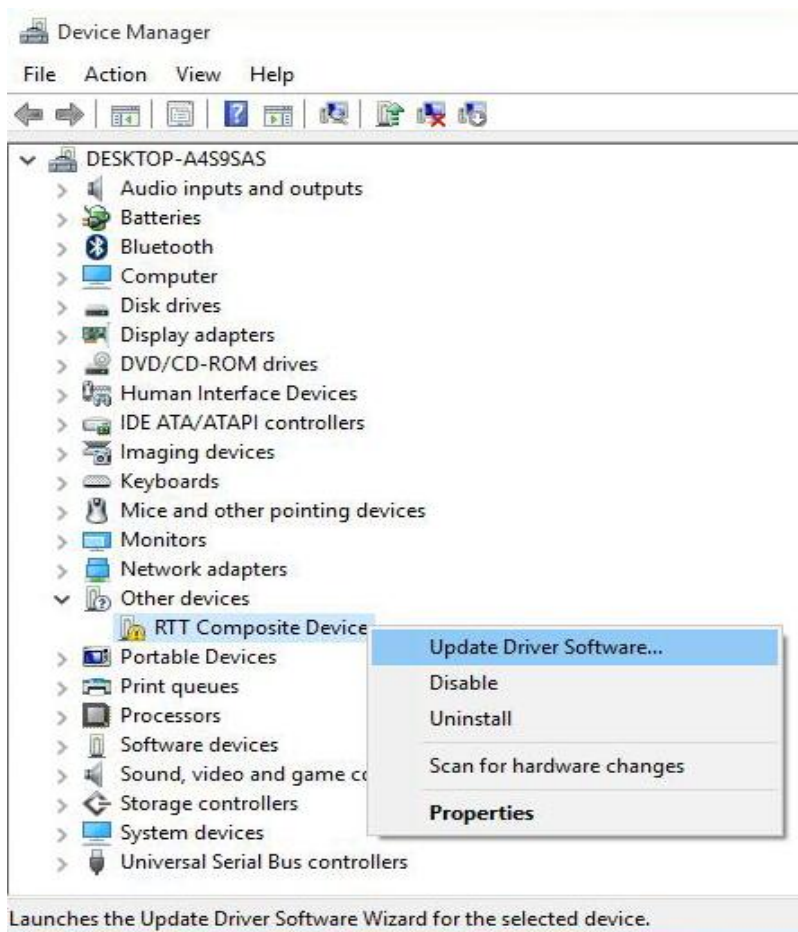 Device Manager
File Action View Help
DESKTOP-A4S9SAS
Audio inputs and outputs
Batteries
Bluetooth
Computer
Disk drives
Display adapters
DVD/CD-ROM drives
Human Interface Devices
IDE ATA/ATAPI controllers
Imaging devices
Keyboards
Mice and other pointing devices
Monitors
Network adapters
Other devices
RTT Composite Device
Portable Devices
Print queues
Processors
Software devices
Sound, video and game co
Storage controllers
System devices
Universal Serial Bus controllers
Update Driver Software...
Disable
Uninstall
Scan for hardware changes
Properties
Launches the Update Driver Software Wizard for the selected device.